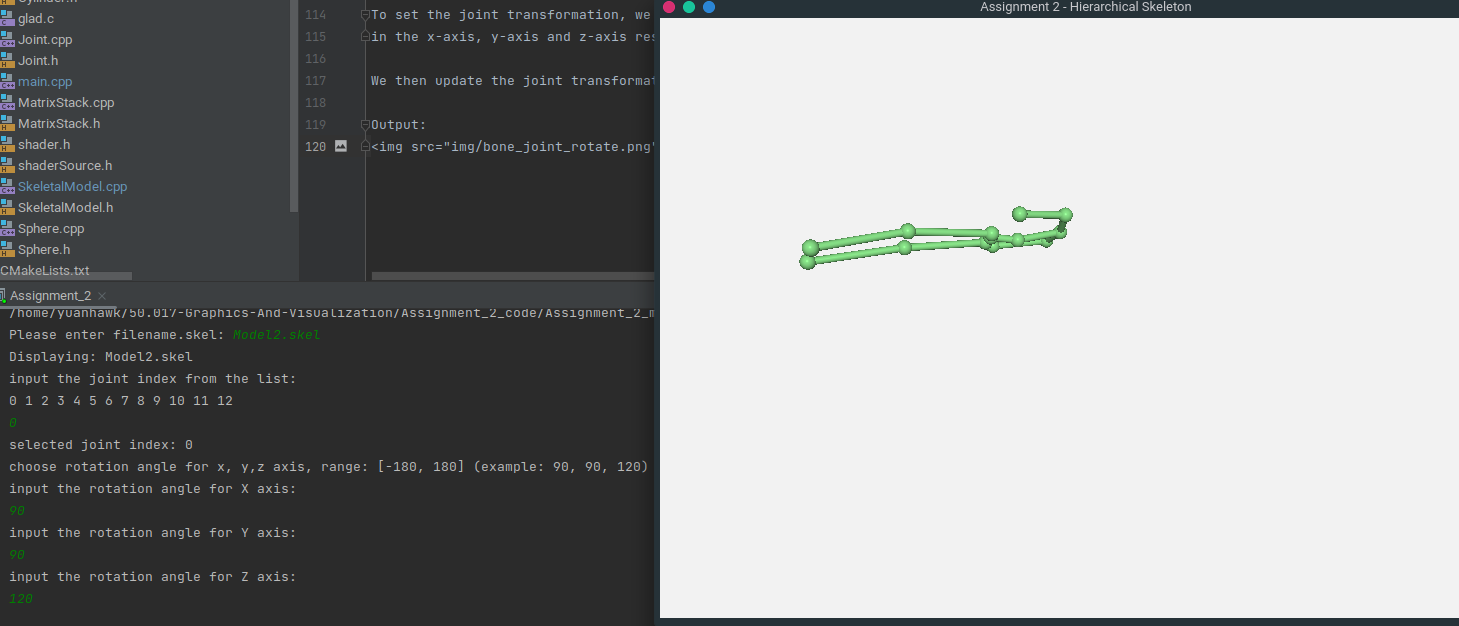 Cylinder.h
glad.c
Joint.cpp
Joint.h
main.cpp
MatrixStack.cpp
MatrixStack.h
shader.h
shaderSource.h
SkeletalModel.cpp
SkeletalModel.h
Sphere.cpp
Sphere.h
CMakeLists.txt
114 To set the joint transformation, we
115 in the x-axis, y-axis and z-axis res
116
117 We then update the joint transformat
118
119 Output:
120 <img src="img/bone_joint_rotate.png"
Assignment_2
/home/yuanhawk/50.017-Graphics-And-Visualization/Assignment_2_code/Assignment_2_m
Please enter filename.skel: Model2.skel
Displaying: Model2.skel
input the joint index from the list:
0 1 2 3 4 5 6 7 8 9 10 11 12
0
selected joint index: 0
choose rotation angle for x, y,z axis, range: [-180, 180] (example: 90, 90, 120)
input the rotation angle for X axis:
90
input the rotation angle for Y axis:
90
input the rotation angle for Z axis:
120
Assignment 2 - Hierarchical Skeleton